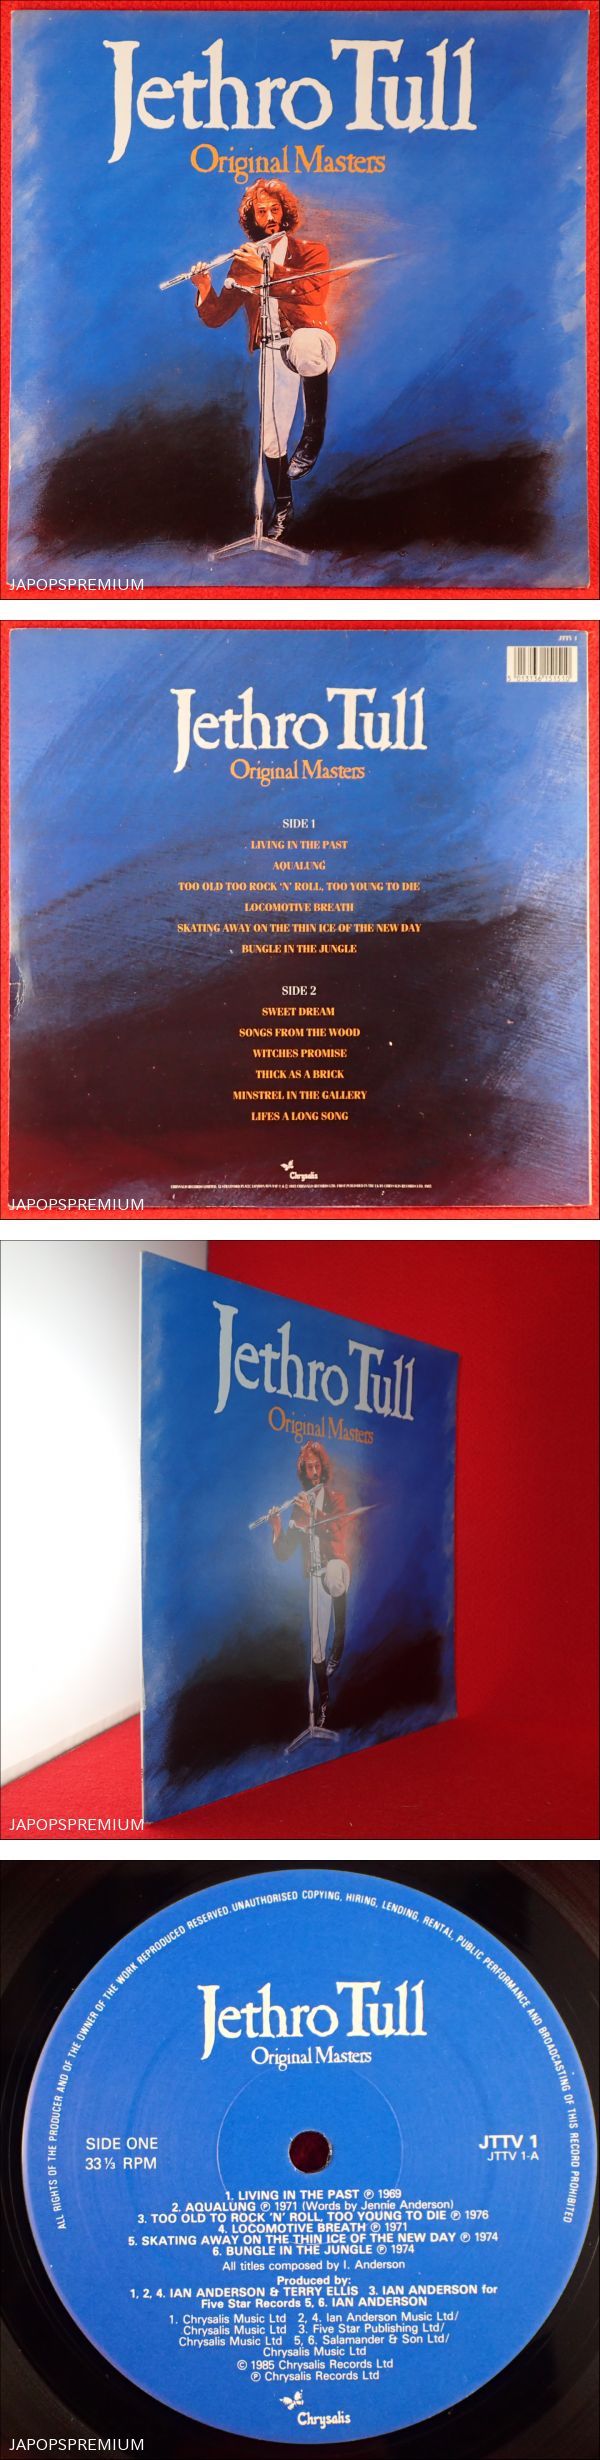 Jethro Tull
Original Masters
JAPOPSPREMIUM
JTTV 1
Jethro Tull
Original Masters
SIDE 1
LIVING IN THE PAST
AQUALUNG
TOO OLD TOO ROCK 'N' ROLL, TOO YOUNG TO DIE
LOCOMOTIVE BREATH
SKATING AWAY ON THE THIN ICE OF THE NEW DAY
BUNGLE IN THE JUNGLE
SIDE 2
SWEET DREAM
SONGS FROM THE WOOD
WITCHES PROMISE
THICK AS A BRICK
MINSTREL IN THE GALLERY
LIFES A LONG SONG
Chrysalis
JAPOPSPREMIUM
Jethro Tull
Original Masters
JAPOPSPREMIUM
ALL RIGHTS OF THE PRODUCER AND OF THE OWNER OF THE WORK REPRODUCED RESERVED. UNAUTHORISED COPYING, HIRING, LENDING, RENTAL, PUBLIC PERFORMANCE AND BROADCASTING OF THIS RECORD PROHIBITED
Jethro Tull
Original Masters
SIDE ONE
33⅓ RPM
JTTV 1
JTTV 1-A
1. LIVING IN THE PAST ℗ 1969
2. AQUALUNG ℗ 1971 (Words by Jennie Anderson)
3. TOO OLD TO ROCK 'N' ROLL, TOO YOUNG TO DIE ℗ 1976
4. LOCOMOTIVE BREATH ℗ 1971
5. SKATING AWAY ON THE THIN ICE OF THE NEW DAY ℗ 1974
6. BUNGLE IN THE JUNGLE ℗ 1974
All titles composed by I. Anderson
Produced by:
1, 2, 4. IAN ANDERSON & TERRY ELLIS 3. IAN ANDERSON for
Five Star Records 5, 6. IAN ANDERSON
1. Chrysalis Music Ltd 2, 4. Ian Anderson Music Ltd/
Chrysalis Music Ltd 3. Five Star Publishing Ltd/
Chrysalis Music Ltd 5, 6. Salamander & Son Ltd/
Chrysalis Music Ltd
© 1985 Chrysalis Records Ltd
℗ Chrysalis Records Ltd
Chrysalis
JAPOPSPREMIUM